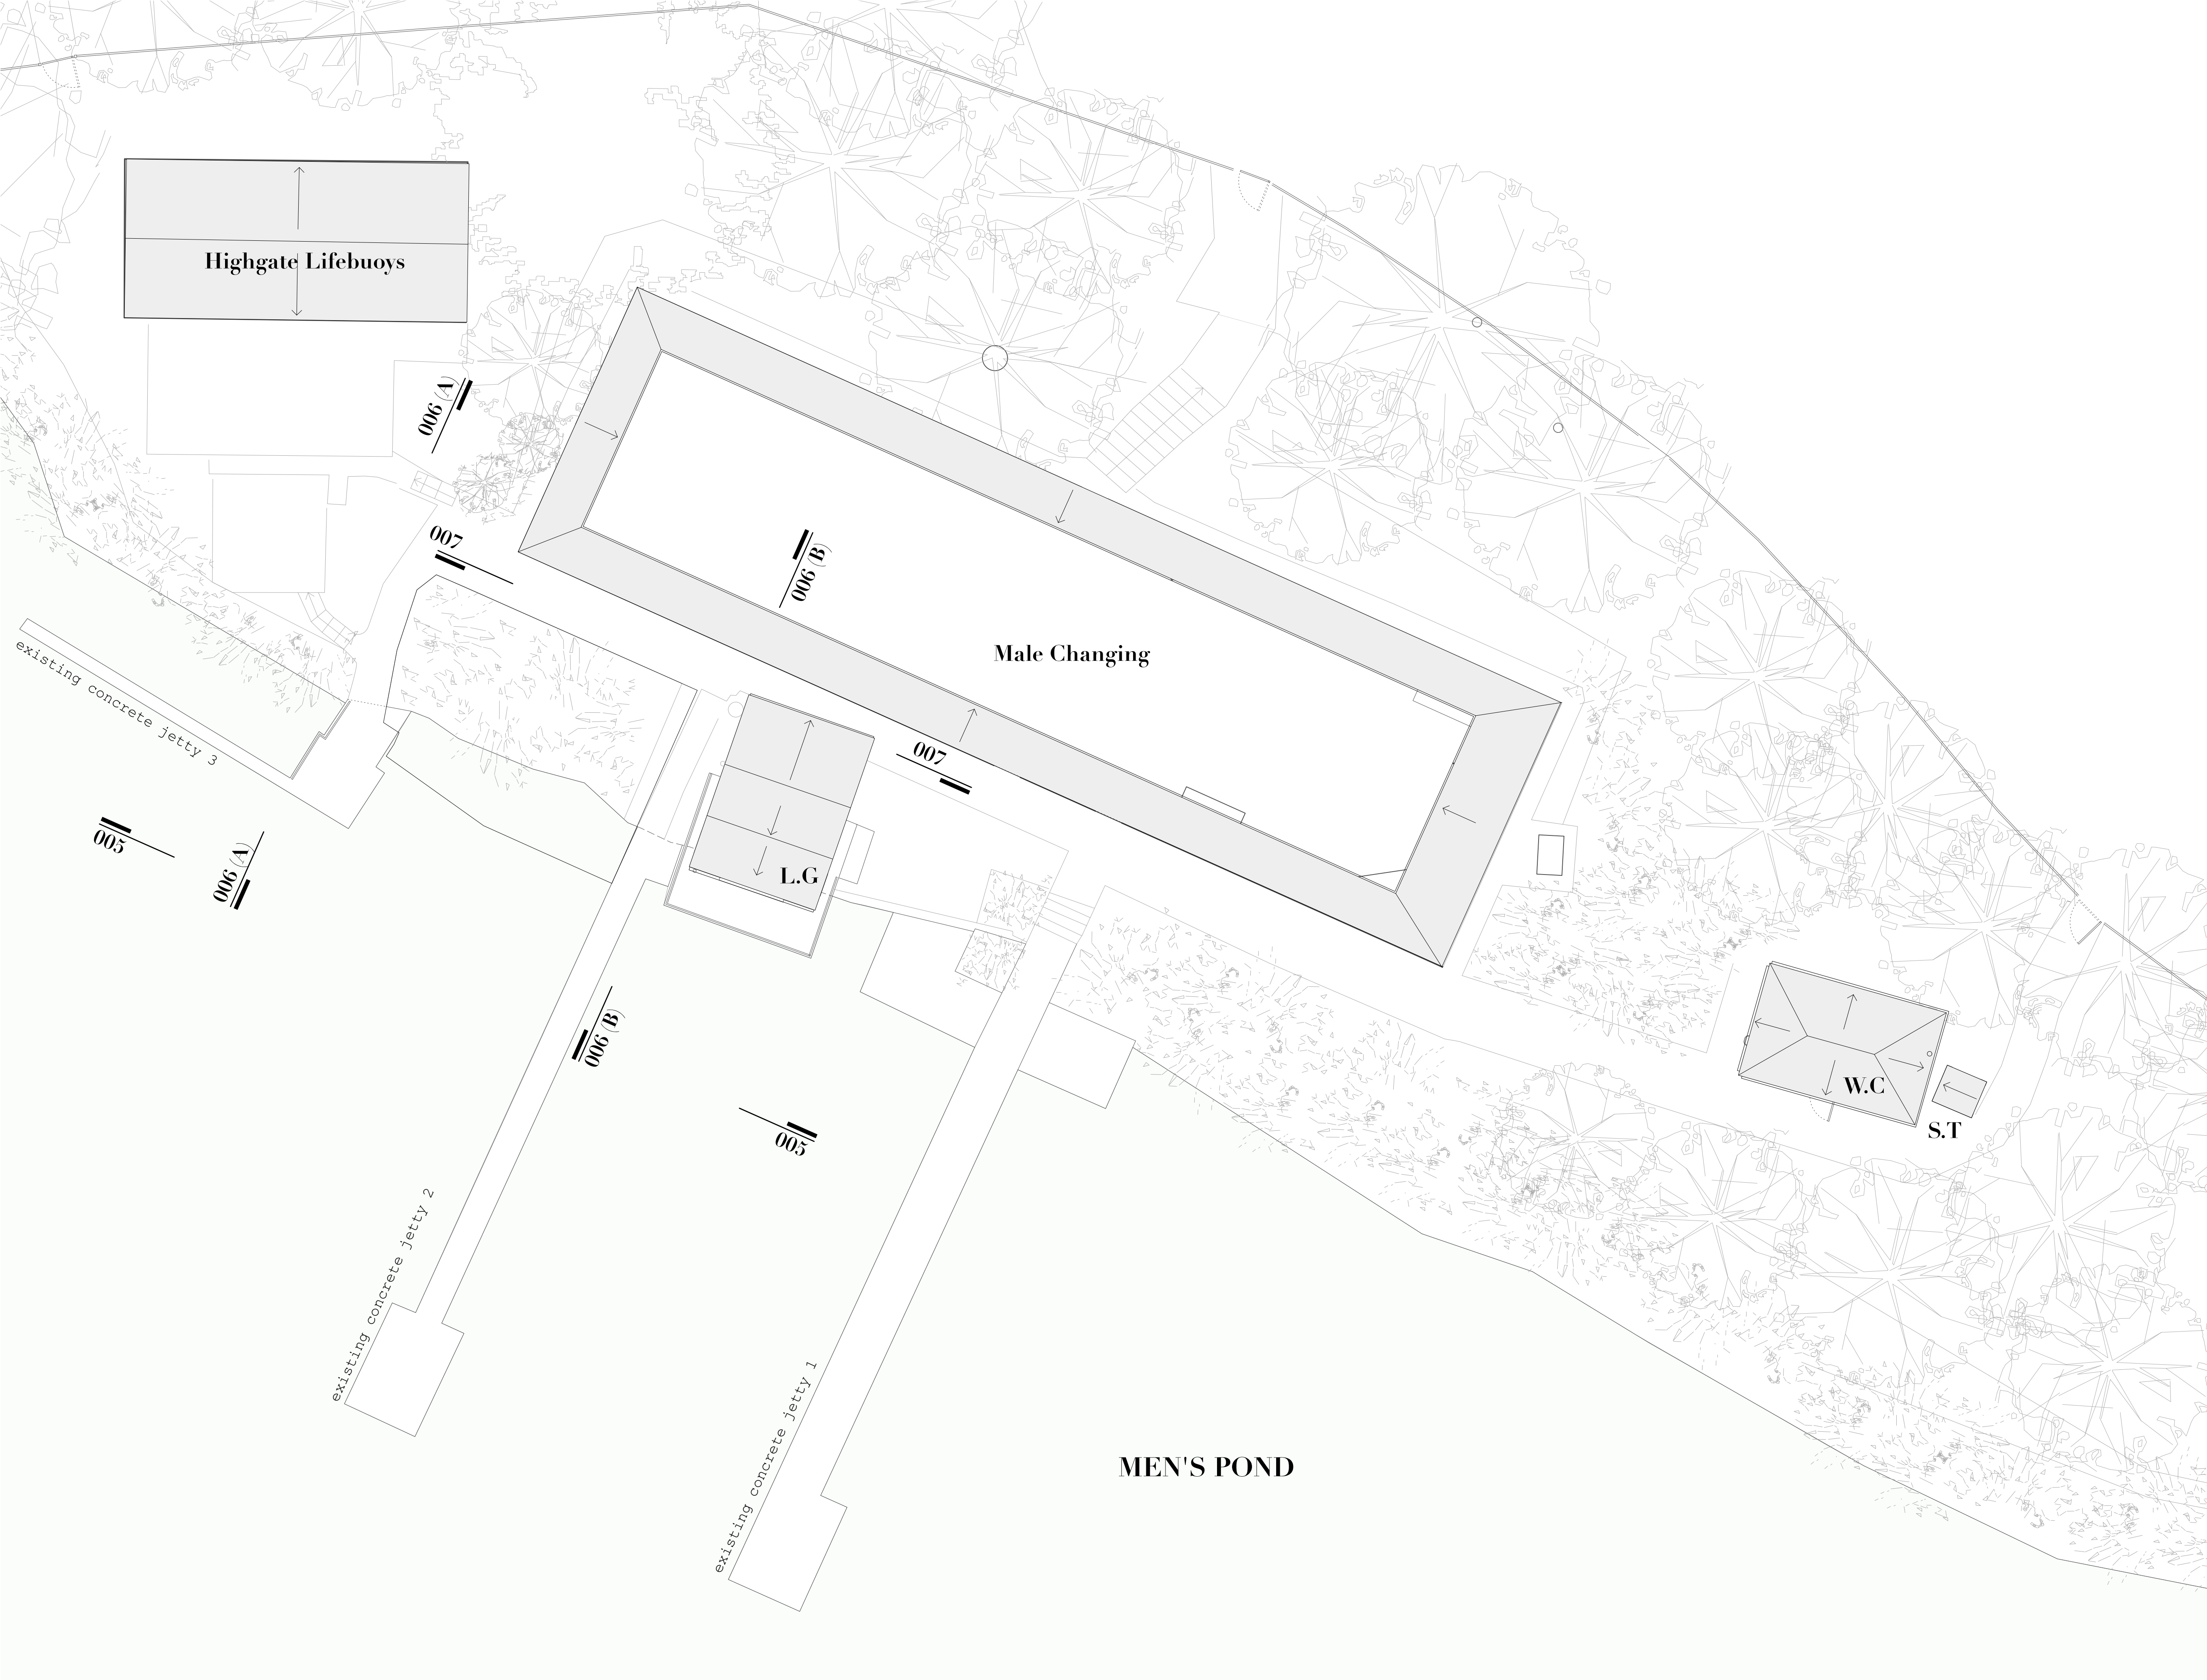 Highgate Lifebuoys
006 (A)
007
006 (B)
Male Changing
existing concrete jetty 3
007
005
006 (A)
L.G
006 (B)
W.C
S.T
005
existing concrete jetty 2
existing concrete jetty 1
MEN'S POND